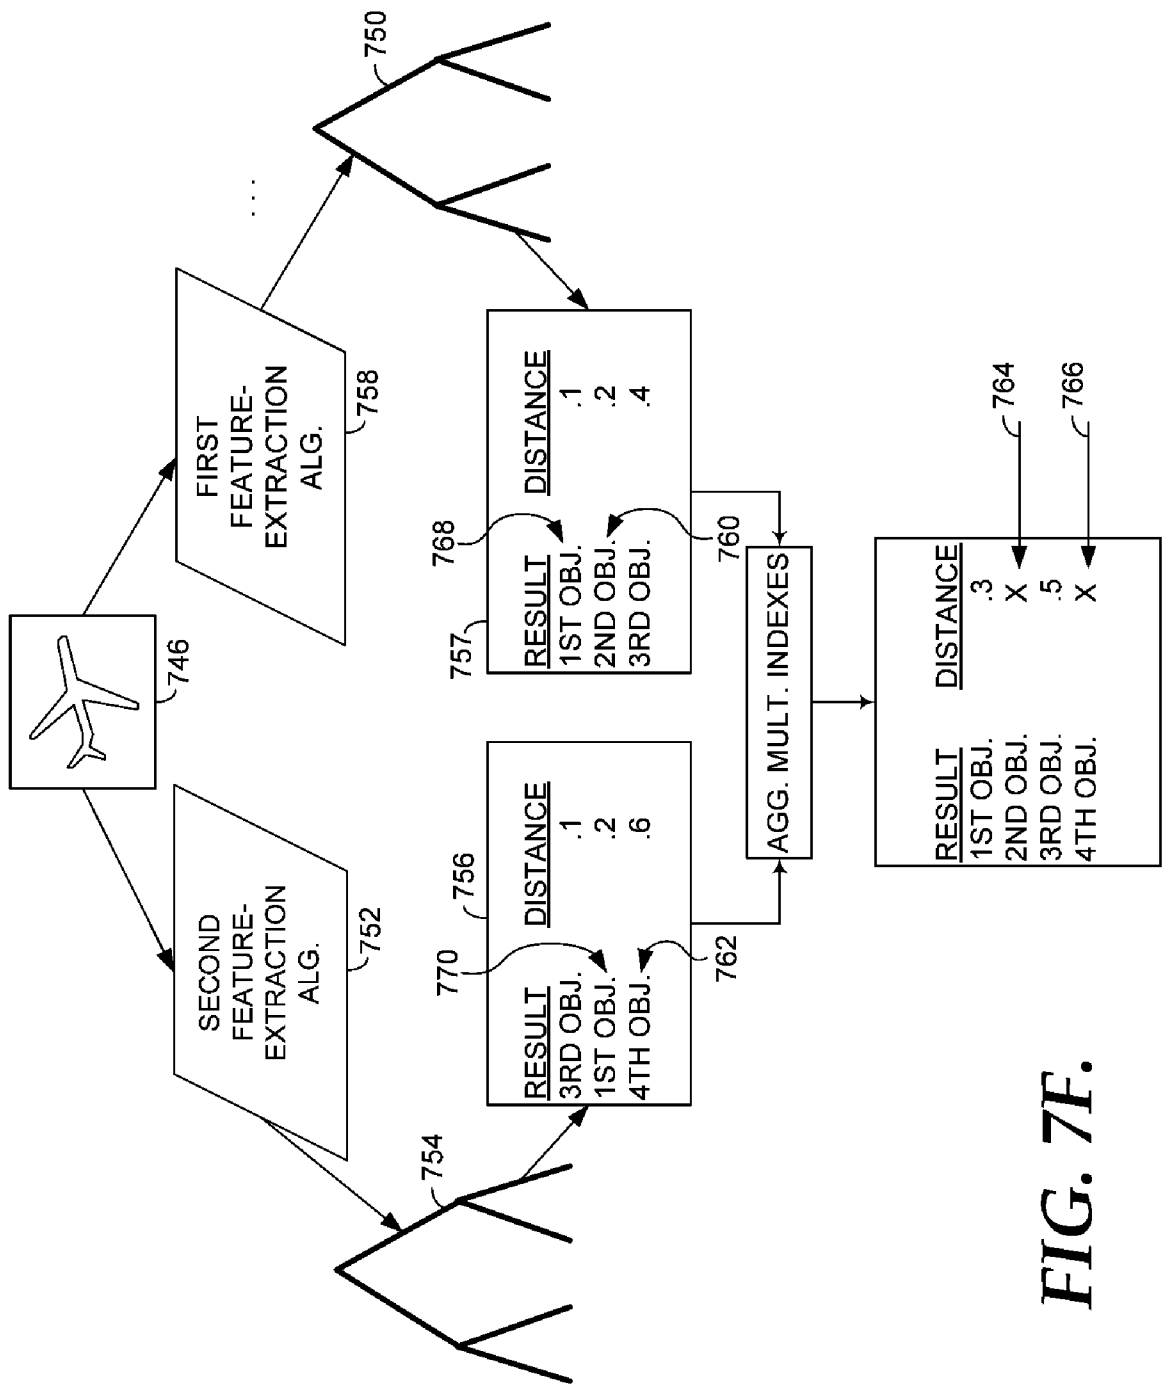 746
SECOND
FEATURE-
EXTRACTION
ALG.
752
FIRST
FEATURE-
EXTRACTION
ALG.
758
. . .
754
750
756
770
RESULT DISTANCE
3RD OBJ. .1
1ST OBJ. .2
4TH OBJ. .6
762
757
768
RESULT DISTANCE
1ST OBJ. .1
2ND OBJ. .2
3RD OBJ. .4
760
AGG. MULT. INDEXES
RESULT DISTANCE
1ST OBJ. .3
2ND OBJ. X
3RD OBJ. .5
4TH OBJ. X
764
766
FIG. 7F.